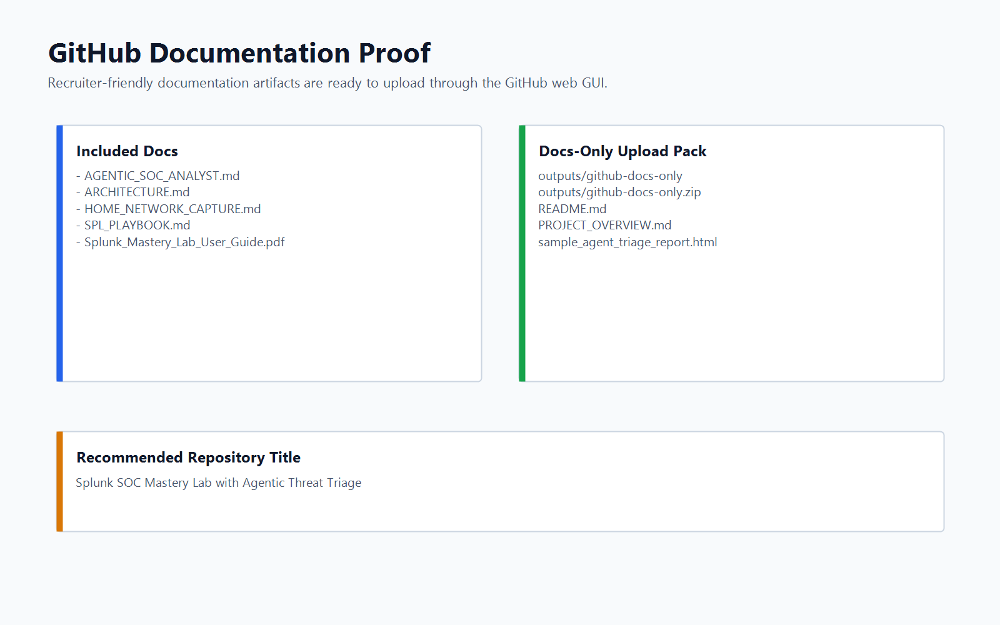 GitHub Documentation Proof
Recruiter-friendly documentation artifacts are ready to upload through the GitHub web GUI.
Included Docs
- AGENTIC_SOC_ANALYST.md
- ARCHITECTURE.md
- HOME_NETWORK_CAPTURE.md
- SPL_PLAYBOOK.md
- Splunk_Mastery_Lab_User_Guide.pdf
Docs-Only Upload Pack
outputs/github-docs-only
outputs/github-docs-only.zip
README.md
PROJECT_OVERVIEW.md
sample_agent_triage_report.html
Recommended Repository Title
Splunk SOC Mastery Lab with Agentic Threat Triage